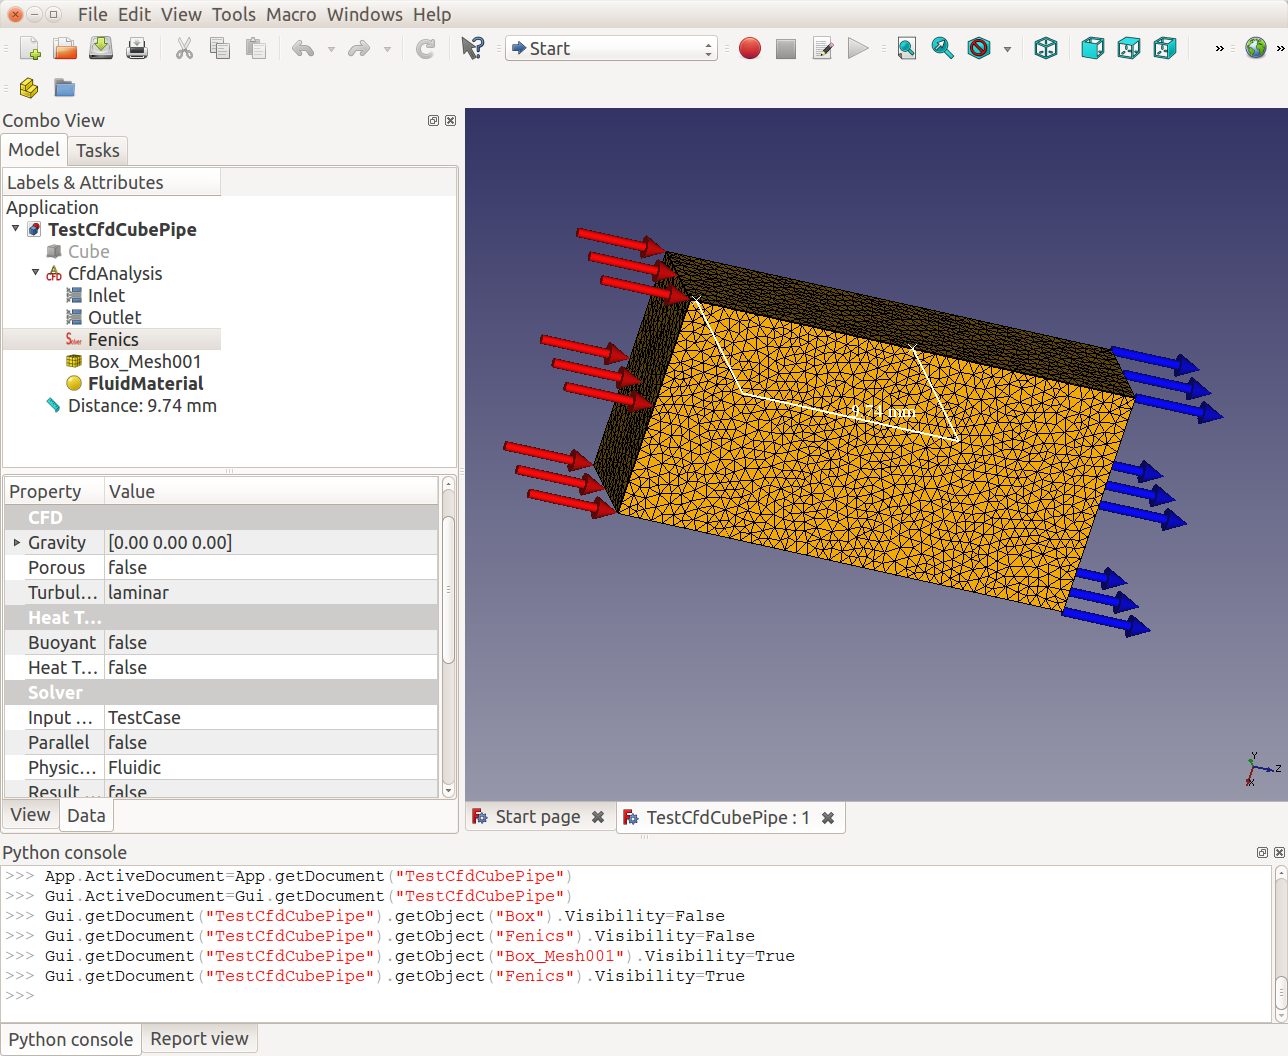 File Edit View Tools Macro Windows Help
Start
»
»
Combo View
Model Tasks
Labels & Attributes
Application
TestCfdCubePipe
Cube
CfdAnalysis
CFD
Inlet
Outlet
Solver Fenics
Box_Mesh001
FluidMaterial
Distance: 9.74 mm
Property Value
CFD
Gravity [0.00 0.00 0.00]
Porous false
Turbul... laminar
Heat T...
Buoyant false
Heat T... false
Solver
Input ... TestCase
Parallel false
Physic... Fluidic
Result ... false
View Data
9.74 mm
Y
Z
X
Start page
TestCfdCubePipe : 1
Python console
>>> App.ActiveDocument=App.getDocument("TestCfdCubePipe")
>>> Gui.ActiveDocument=Gui.getDocument("TestCfdCubePipe")
>>> Gui.getDocument("TestCfdCubePipe").getObject("Box").Visibility=False
>>> Gui.getDocument("TestCfdCubePipe").getObject("Fenics").Visibility=False
>>> Gui.getDocument("TestCfdCubePipe").getObject("Box_Mesh001").Visibility=True
>>> Gui.getDocument("TestCfdCubePipe").getObject("Fenics").Visibility=True
>>>
Python console Report view